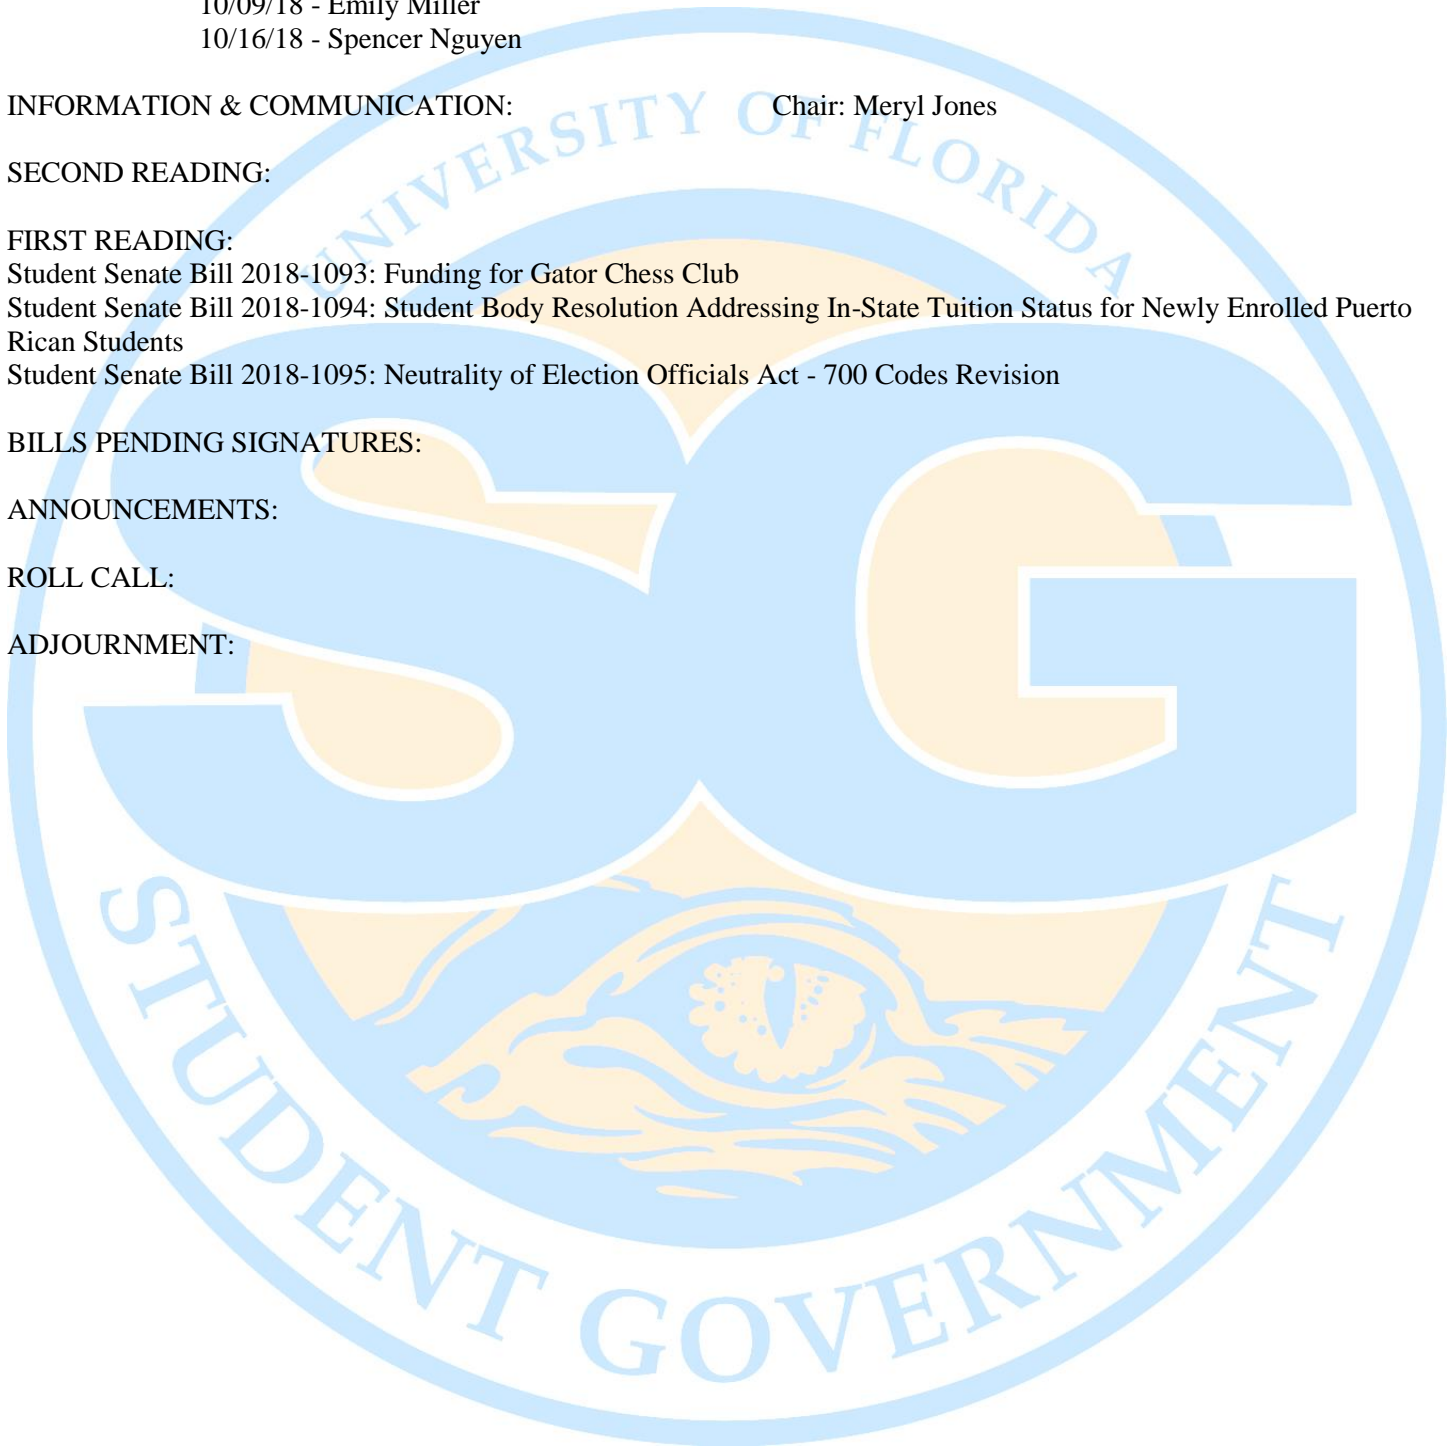 10/09/18 - Emily Miller
10/16/18 - Spencer Nguyen
INFORMATION & COMMUNICATION: Chair: Meryl Jones
SECOND READING:
FIRST READING:
Student Senate Bill 2018-1093: Funding for Gator Chess Club
Student Senate Bill 2018-1094: Student Body Resolution Addressing In-State Tuition Status for Newly Enrolled Puerto
Rican Students
Student Senate Bill 2018-1095: Neutrality of Election Officials Act - 700 Codes Revision
BILLS PENDING SIGNATURES:
ANNOUNCEMENTS:
ROLL CALL:
ADJOURNMENT:
UNIVERSITY OF FLORIDA
SG
STUDENT GOVERNMENT